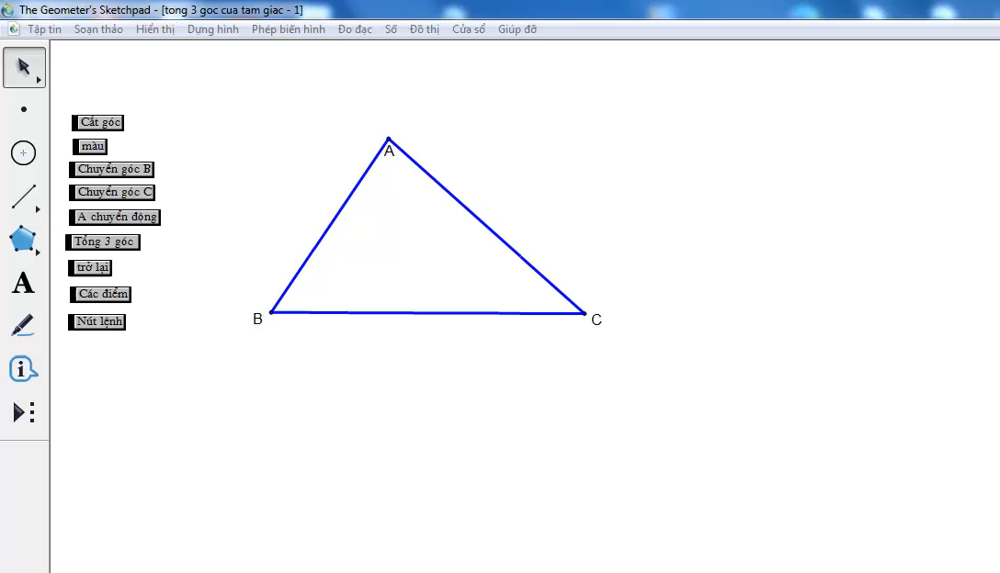 The Geometer's Sketchpad - [tong 3 goc cua tam giac - 1]
Tập tin Soạn thảo Hiển thị Dựng hình Phép biến hình Đo đạc Số Đồ thị Cửa sổ Giúp đỡ
Cắt góc
màu
Chuyển góc B
Chuyển góc C
A chuyển động
Tổng 3 góc
trở lại
Các điểm
Nút lệnh
A
A
B
C